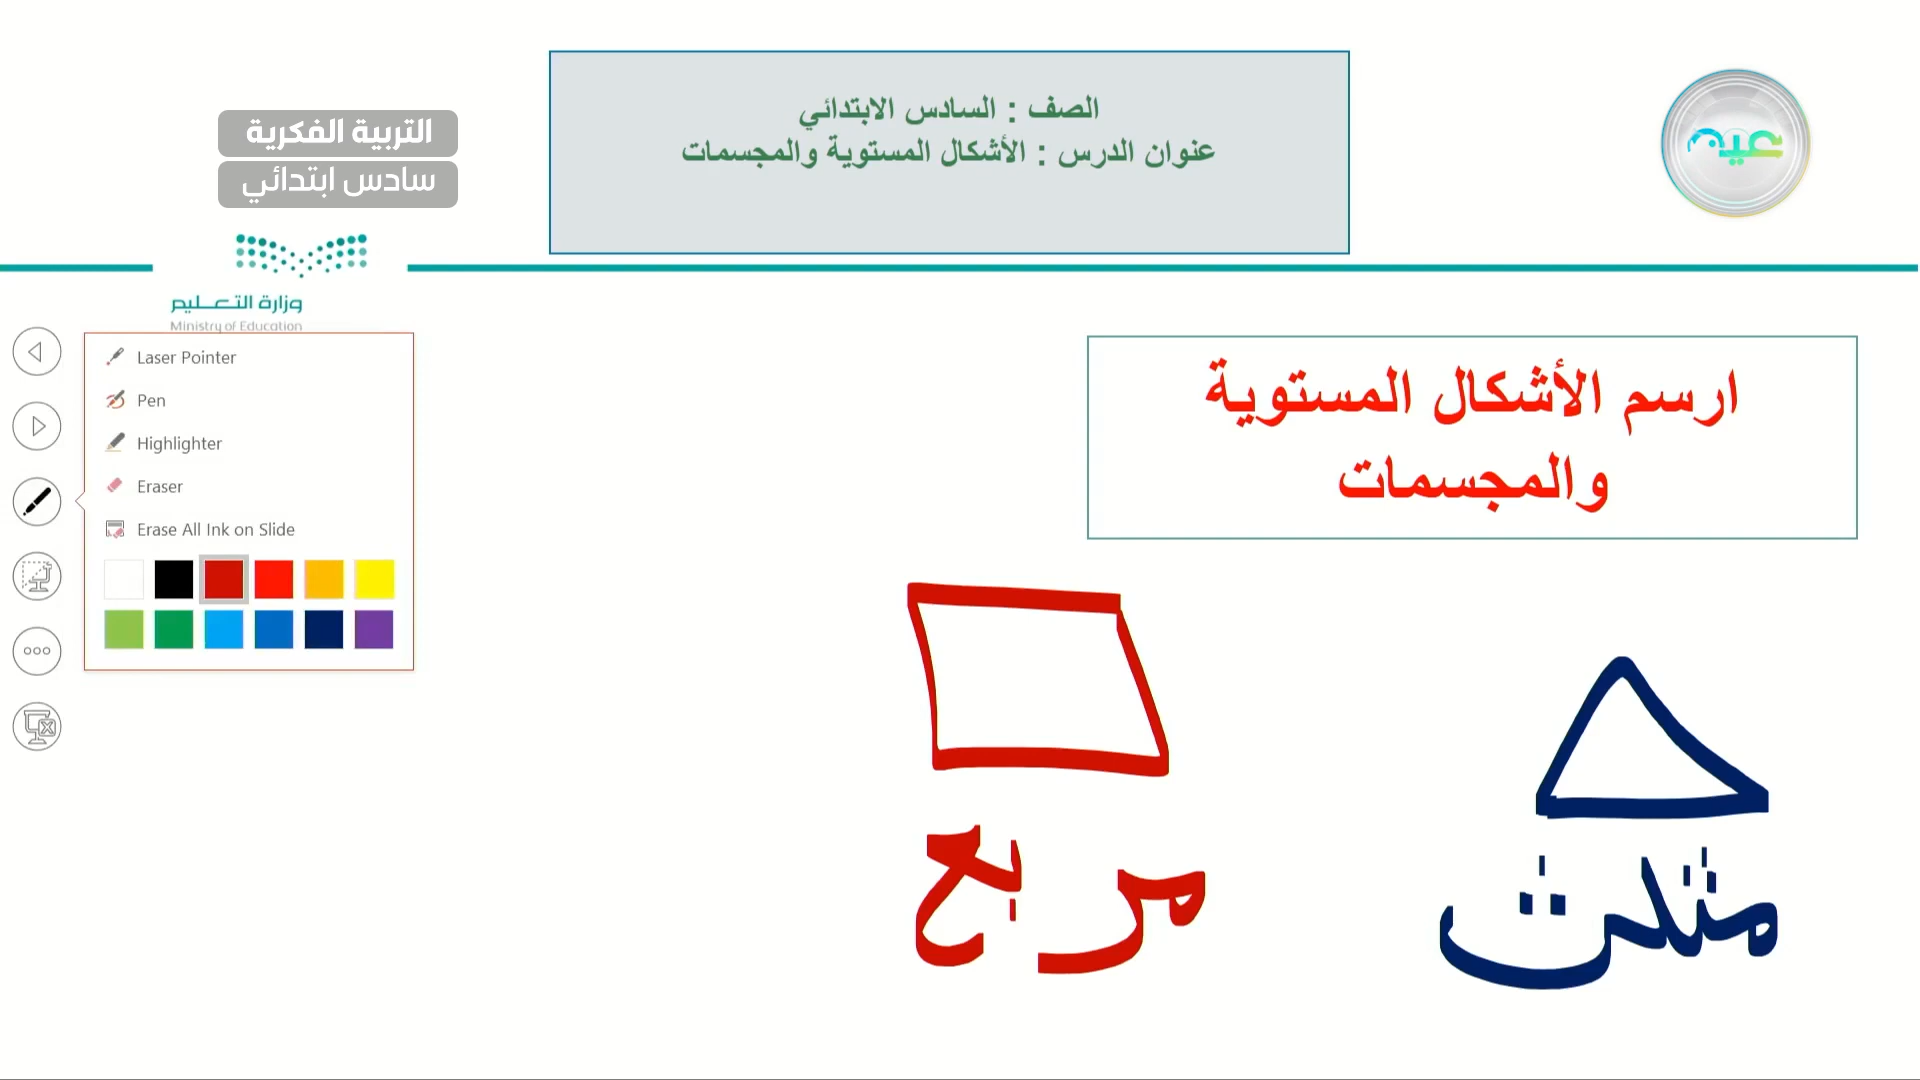 الصف : السادس الابتدائي
عنوان الدرس : الأشكال المستوية والمجسمات
عين
التربية الفكرية
سادس ابتدائي
وزارة التعليم
Ministry of Education
Laser Pointer
Pen
Highlighter
Eraser
Erase All Ink on Slide
ارسم الأشكال المستوية
والمجسمات
مثلث
مربع